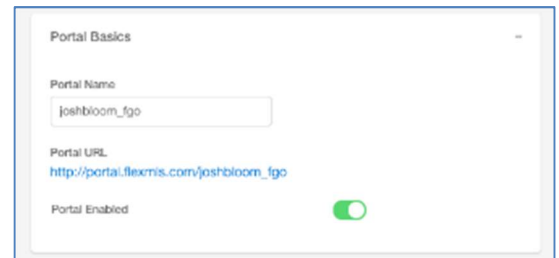 Portal Basics
Portal Name
joshbloom_fgo
Portal URL
http://portal.flexmls.com/joshbloom_fgo
Portal Enabled